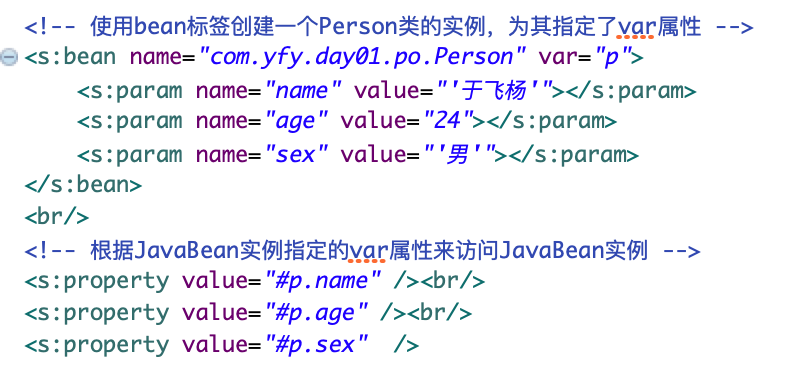 <!-- 使用bean标签创建一个Person类的实例，为其指定了var属性 -->
<s:bean name="com.yfy.day01.po.Person" var="p">
<s:param name="name" value="'于飞杨'"></s:param>
<s:param name="age" value="24"></s:param>
<s:param name="sex" value="'男'"></s:param>
</s:bean>
<br/>
<!-- 根据JavaBean实例指定的var属性来访问JavaBean实例 -->
<s:property value="#p.name" /><br/>
<s:property value="#p.age" /><br/>
<s:property value="#p.sex"  />